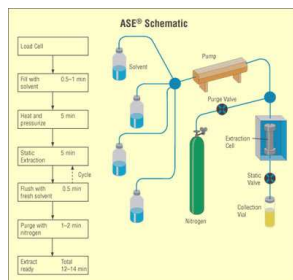 ASE® Schematic
Load Cell
Fill with
solvent
0.5–1 min
Heat and
pressurize
5 min
Static
Extraction
5 min
Cycle
Flush with
fresh solvent
0.5 min
Purge with
nitrogen
1–2 min
Extract
ready
Total
12–14 min
Solvent
Pump
Purge Valve
Nitrogen
Extraction
Cell
Static
Valve
Collection
Vial